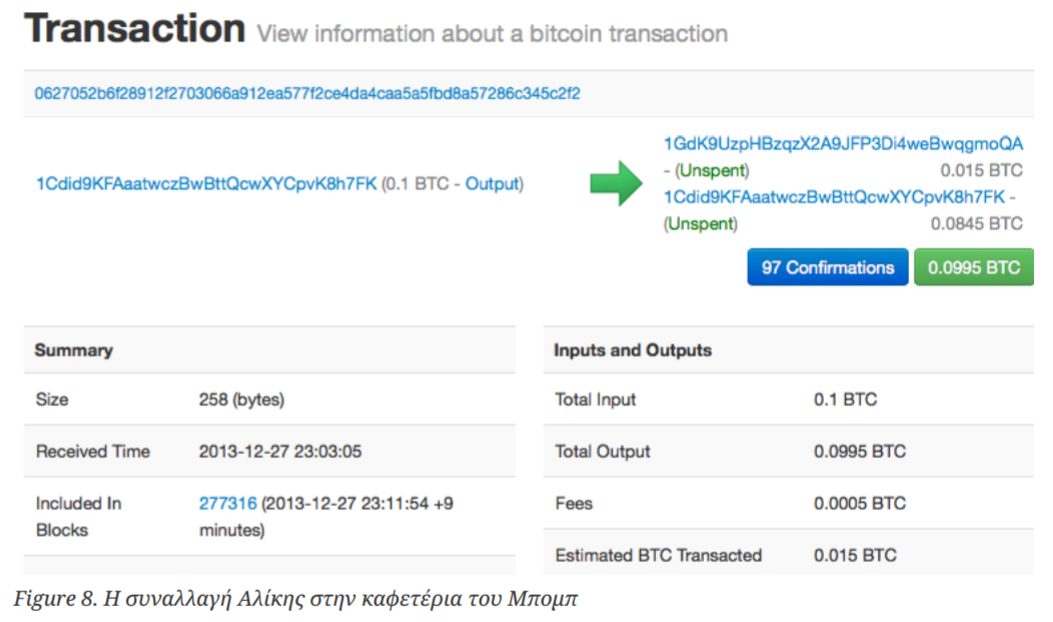 Transaction View information about a bitcoin transaction
0627052b6f28912f2703066a912ea577f2ce4da4caa5a5fbd8a57286c345c2f2
1Cdid9KFAaatwczBwBttQcwXYCpvK8h7FK (0.1 BTC - Output)
1GdK9UzpHBzqzX2A9JFP3Di4weBwqgmoQA
- (Unspent) 0.015 BTC
1Cdid9KFAaatwczBwBttQcwXYCpvK8h7FK -
(Unspent) 0.0845 BTC
97 Confirmations 0.0995 BTC
Summary
Size 258 (bytes)
Received Time 2013-12-27 23:03:05
Included In 277316 (2013-12-27 23:11:54 +9
Blocks minutes)
Inputs and Outputs
Total Input 0.1 BTC
Total Output 0.0995 BTC
Fees 0.0005 BTC
Estimated BTC Transacted 0.015 BTC
Figure 8. Η συναλλαγή Αλίκης στην καφετέρια του Μπομπ